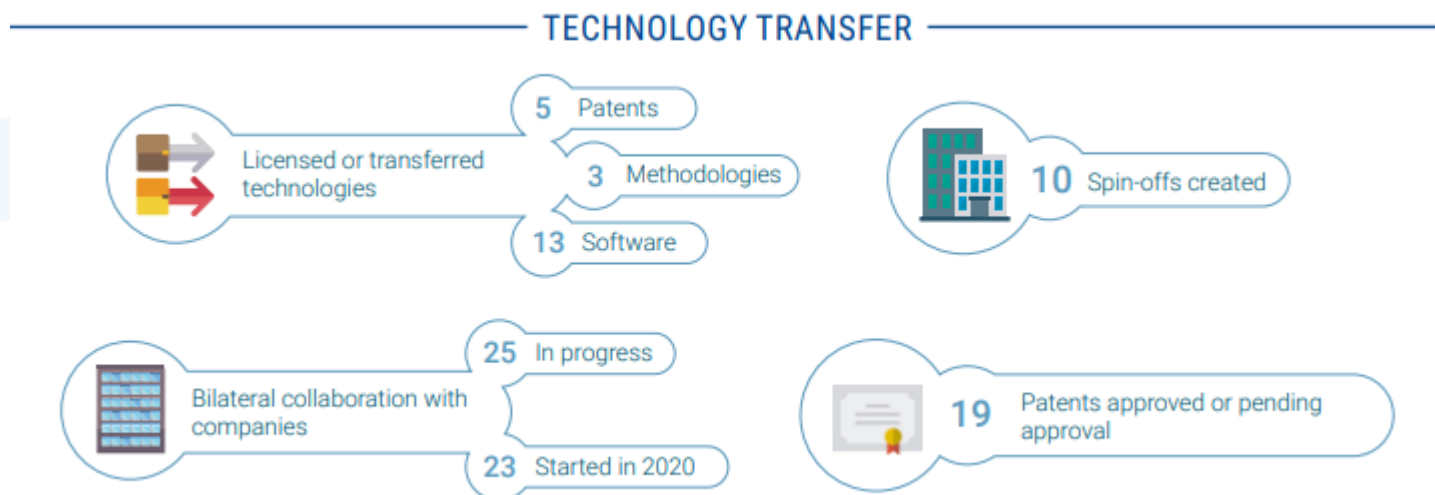 TECHNOLOGY TRANSFER
Licensed or transferred
technologies
5 Patents
3 Methodologies
13 Software
10 Spin-offs created
Bilateral collaboration with
companies
25 In progress
23 Started in 2020
19 Patents approved or pending
approval